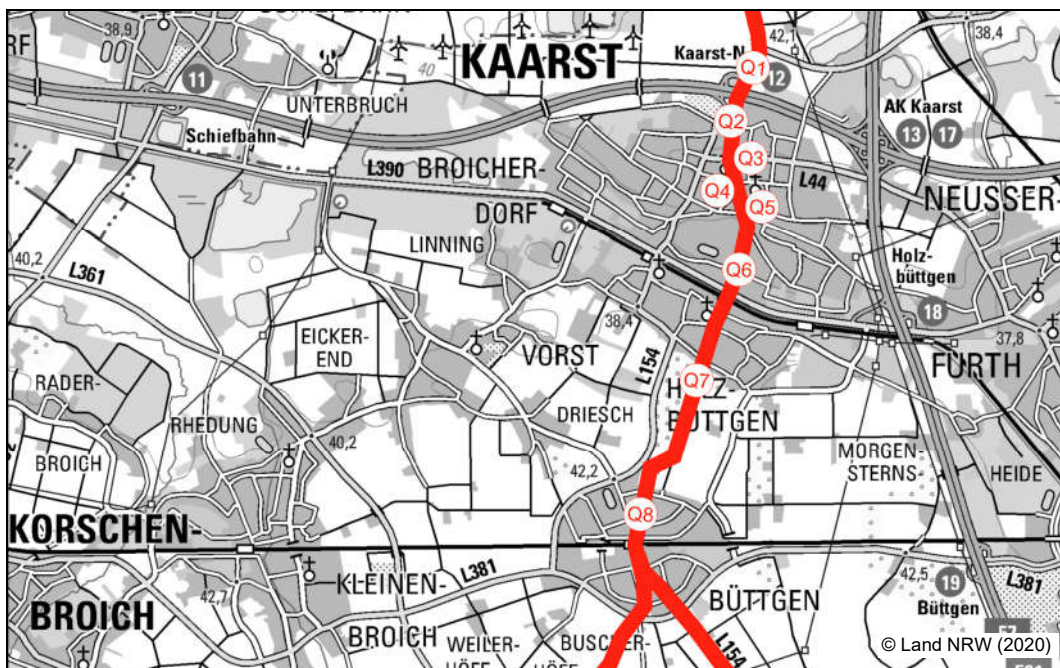 38,9
RF
11
UNTERBRUCH
40
KAARST
Kaarst-N
42,1
Q1
12
38,4
Schiefbahn
Q2
AK Kaarst
13 17
L390
BROICHER-
DORF
Q3
Q4
L44
Q5
NEUSSER-
LINNING
Holz-
büttgen
40,2
L361
Q6
18
37,8
38,4
EICKER-
END
VORST
L154
FURTH
RADER-
BROICH
RHEDUNG
DRIESCH
Q7
HOLZ-
BÜTTGEN
40,2
42,2
MORGEN-
STERNS-
HEIDE
KORSCHEN-
BROICH
Q8
42,7
KLEINEN-
BROICH
L381
BÜTTGEN
42,5
19
Büttgen
L381
WEILER-
HÖFE
BUSCHER-
HÖFE
L154
© Land NRW (2020)